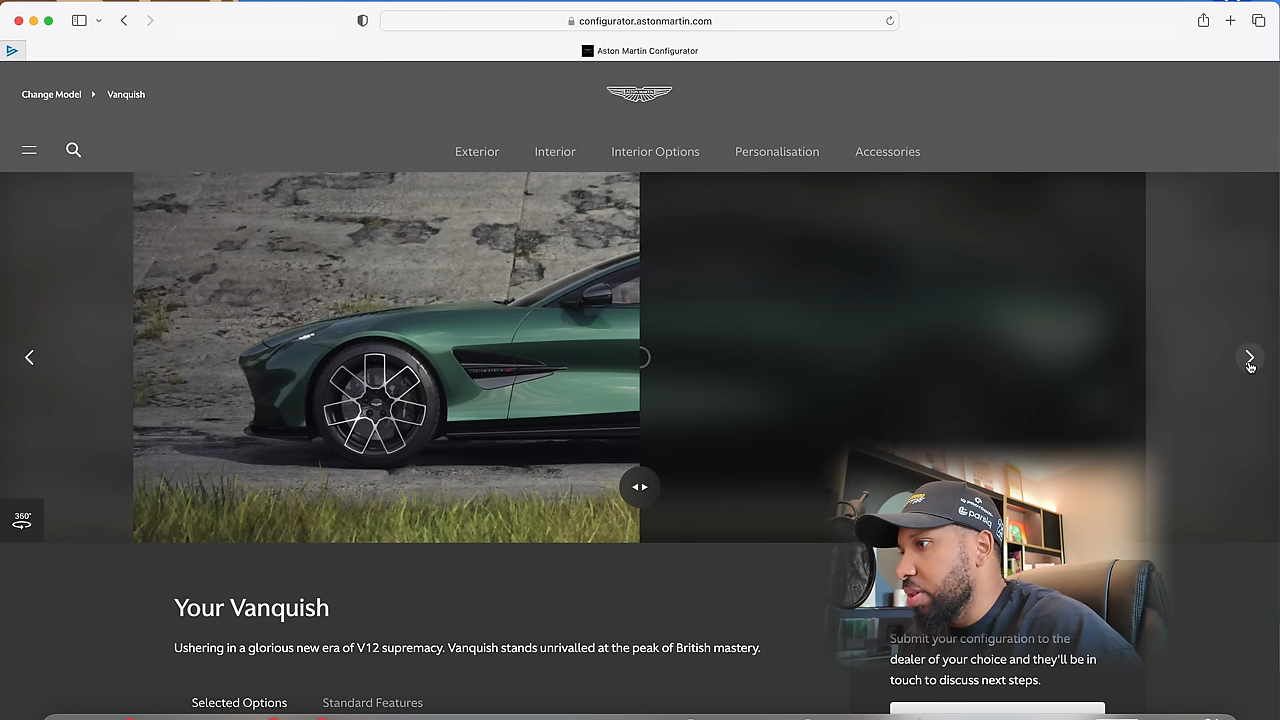 configurator.astonmartin.com
Aston Martin Configurator
Change Model
Vanquish
ASTON MARTIN
Exterior
Interior
Interior Options
Personalisation
Accessories
360°
Your Vanquish
Ushering in a glorious new era of V12 supremacy. Vanquish stands unrivalled at the peak of British mastery.
Selected Options
Standard Features
parsiq
Submit your configuration to the
dealer of your choice and they'll be in
touch to discuss next steps.